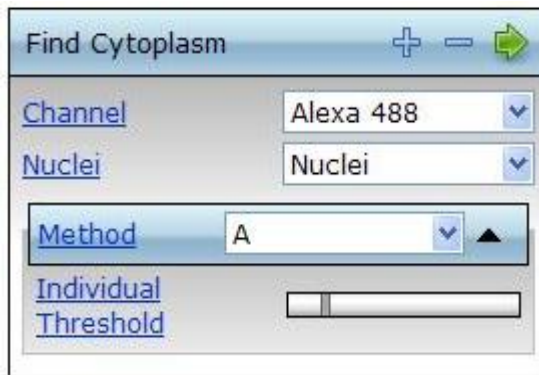 Find Cytoplasm
Channel Alexa 488
Nuclei Nuclei
Method A
Individual
Threshold